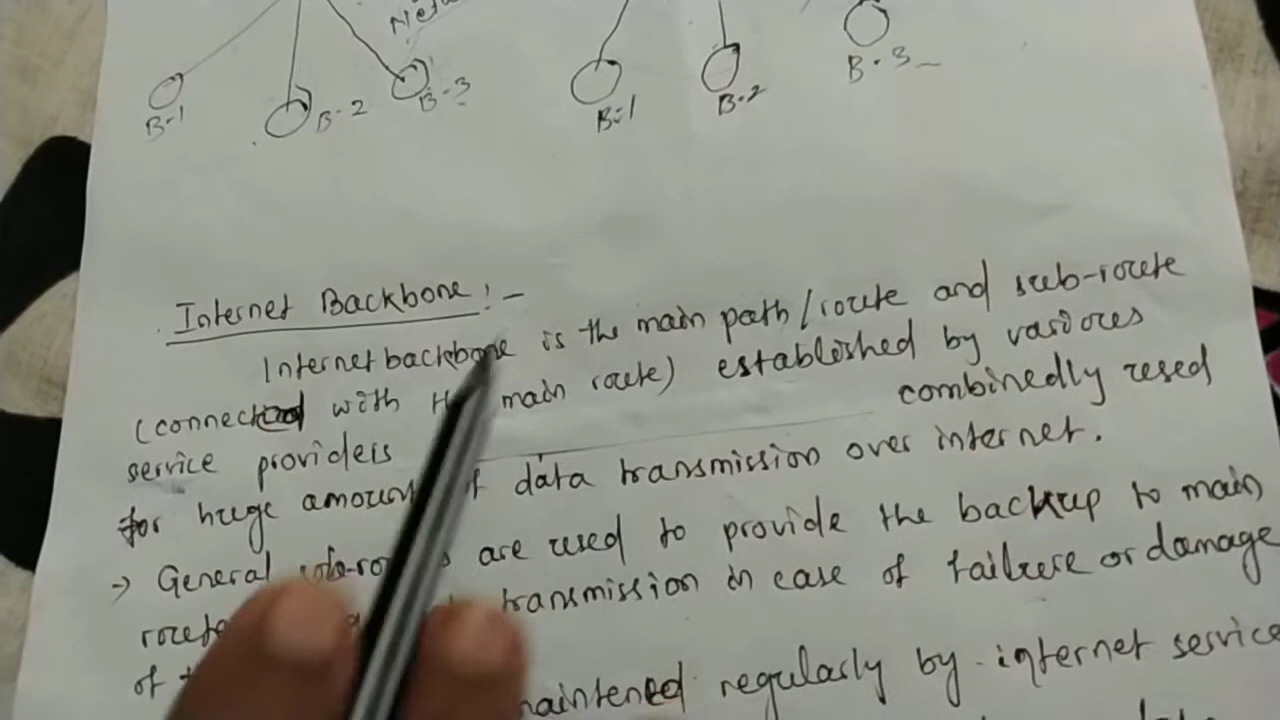 B-1
B-2
B-3
B-1
B-2
B-3
Internet Backbone :-
Internet backbone is the main path/route and sub-route
(connected with main route) established by various
service providers combinedly used
for huge amount of data transmission over internet.
→ General are used to provide the backup to main
transmission in case of failure or damage
of
maintened regularly by internet service